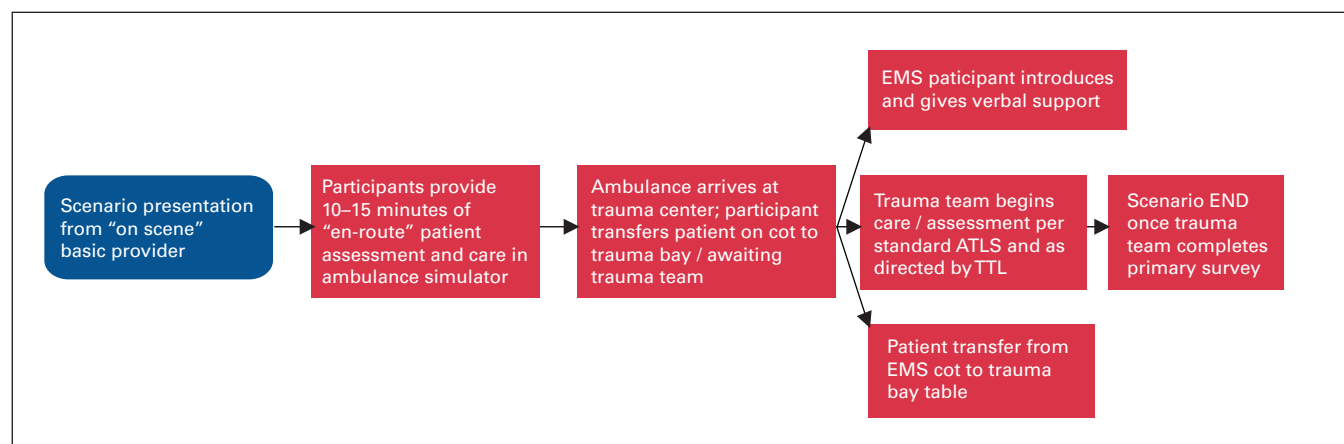 Scenario presentation
from “on scene”
basic provider
Participants provide
10–15 minutes of
“en-route” patient
assessment and care in
ambulance simulator
Ambulance arrives at
trauma center; participant
transfers patient on cot to
trauma bay / awaiting
trauma team
EMS paticipant introduces
and gives verbal support
Trauma team begins
care / assessment per
standard ATLS and as
directed by TTL
Scenario END
once trauma
team completes
primary survey
Patient transfer from
EMS cot to trauma
bay table